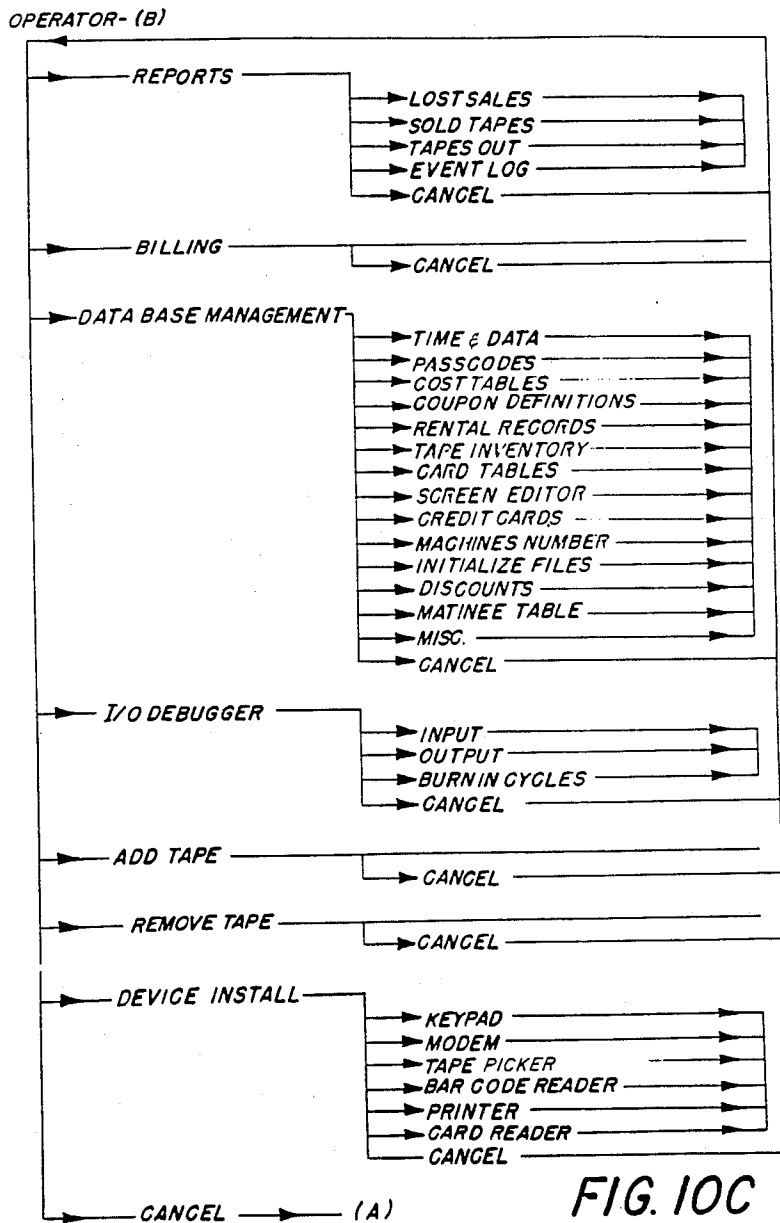 OPERATOR- (B)
REPORTS
LOST SALES
SOLD TAPES
TAPES OUT
EVENT LOG
CANCEL
BILLING
CANCEL
DATA BASE MANAGEMENT
TIME & DATA
PASSCODES
COST TABLES
COUPON DEFINITIONS
RENTAL RECORDS
TAPE INVENTORY
CARD TABLES
SCREEN EDITOR
CREDIT CARDS
MACHINES NUMBER
INITIALIZE FILES
DISCOUNTS
MATINEE TABLE
MISC.
CANCEL
I/O DEBUGGER
INPUT
OUTPUT
BURN IN CYCLES
CANCEL
ADD TAPE
CANCEL
REMOVE TAPE
CANCEL
DEVICE INSTALL
KEYPAD
MODEM
TAPE PICKER
BAR CODE READER
PRINTER
CARD READER
CANCEL
CANCEL (A)
FIG. 10C